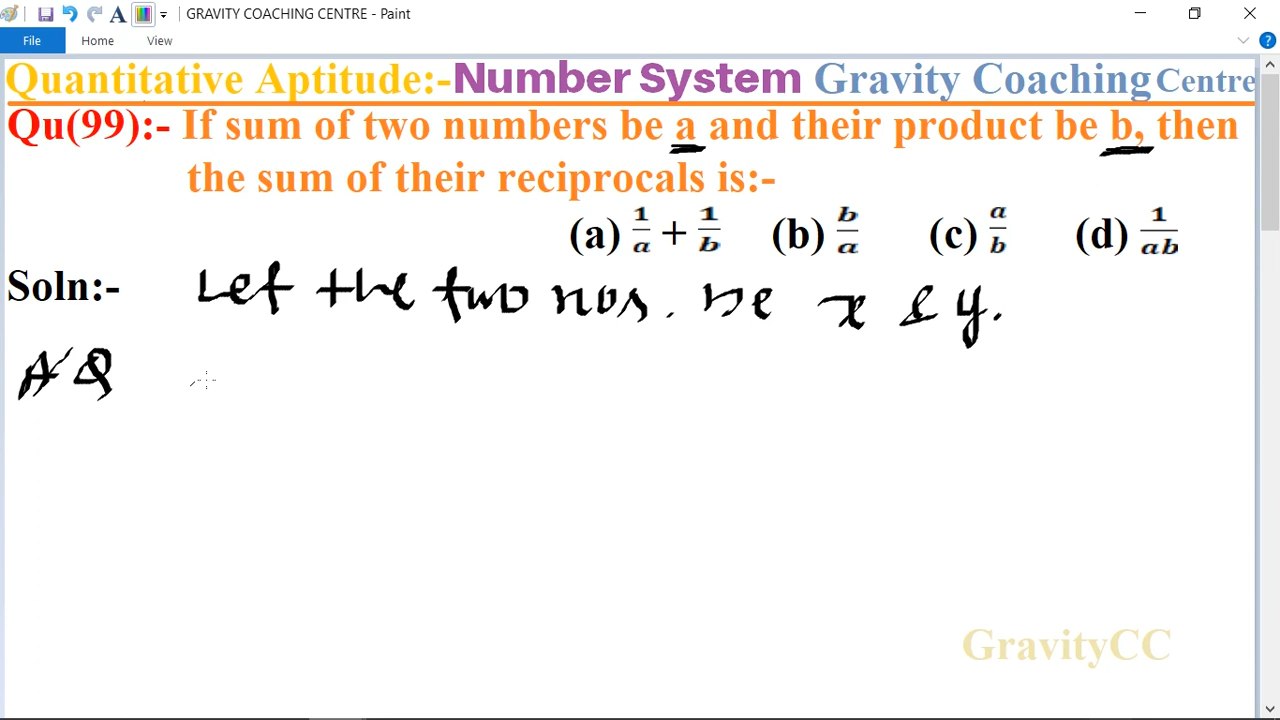 GRAVITY COACHING CENTRE - Paint
File Home View
Quantitative Aptitude:-Number System Gravity Coaching Centre
Qu(99):- If sum of two numbers be a and their product be b, then
the sum of their reciprocals is:-
(a) 1/a + 1/b (b) b/a (c) a/b (d) 1/ab
Soln:- Let the two nos. be x & y.
A'Q
GravityCC